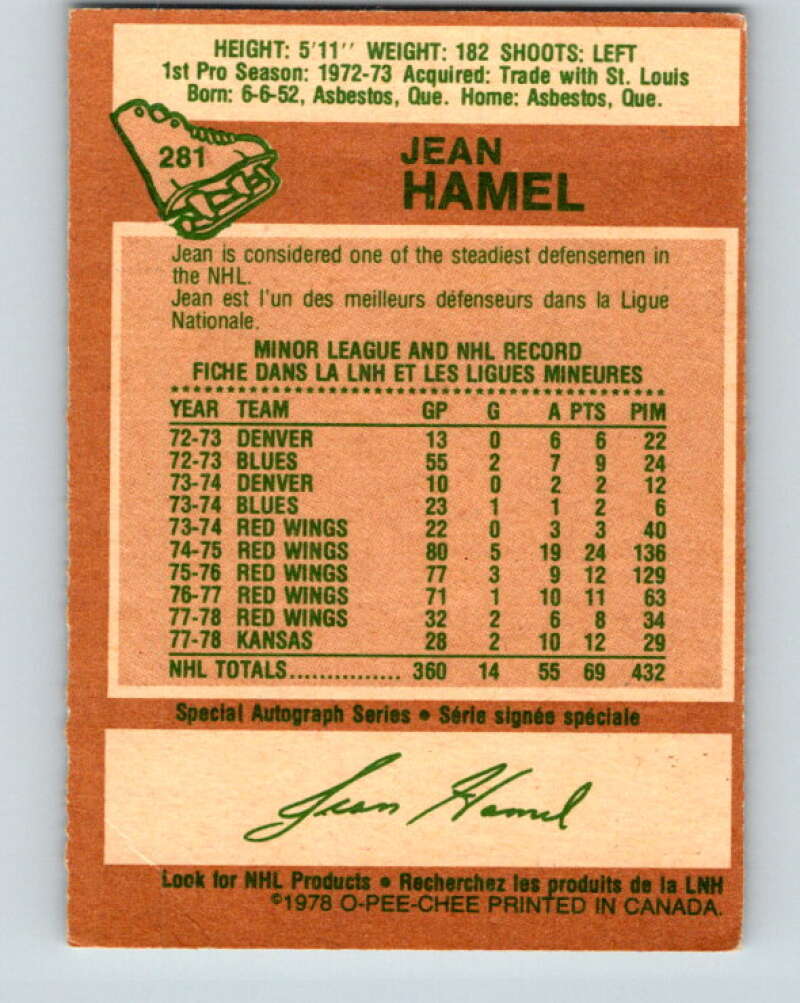 HEIGHT: 5'11'' WEIGHT: 182 SHOOTS: LEFT
1st Pro Season: 1972-73 Acquired: Trade with St. Louis
Born: 6-6-52, Asbestos, Que. Home: Asbestos, Que.
281
JEAN
HAMEL
Jean is considered one of the steadiest defensemen in
the NHL.
Jean est l'un des meilleurs défenseurs dans la Ligue
Nationale.
MINOR LEAGUE AND NHL RECORD
FICHE DANS LA LNH ET LES LIGUES MINEURES
YEAR TEAM GP G A PTS PIM
72-73 DENVER 13 0 6 6 22
72-73 BLUES 55 2 7 9 24
73-74 DENVER 10 0 2 2 12
73-74 BLUES 23 1 1 2 6
73-74 RED WINGS 22 0 3 3 40
74-75 RED WINGS 80 5 19 24 136
75-76 RED WINGS 77 3 9 12 129
76-77 RED WINGS 71 1 10 11 63
77-78 RED WINGS 32 2 6 8 34
77-78 KANSAS 28 2 10 12 29
NHL TOTALS............... 360 14 55 69 432
Special Autograph Series • Série signée spéciale
Jean Hamel
Look for NHL Products • Recherchez les produits de la LNH
©1978 O-PEE-CHEE PRINTED IN CANADA.